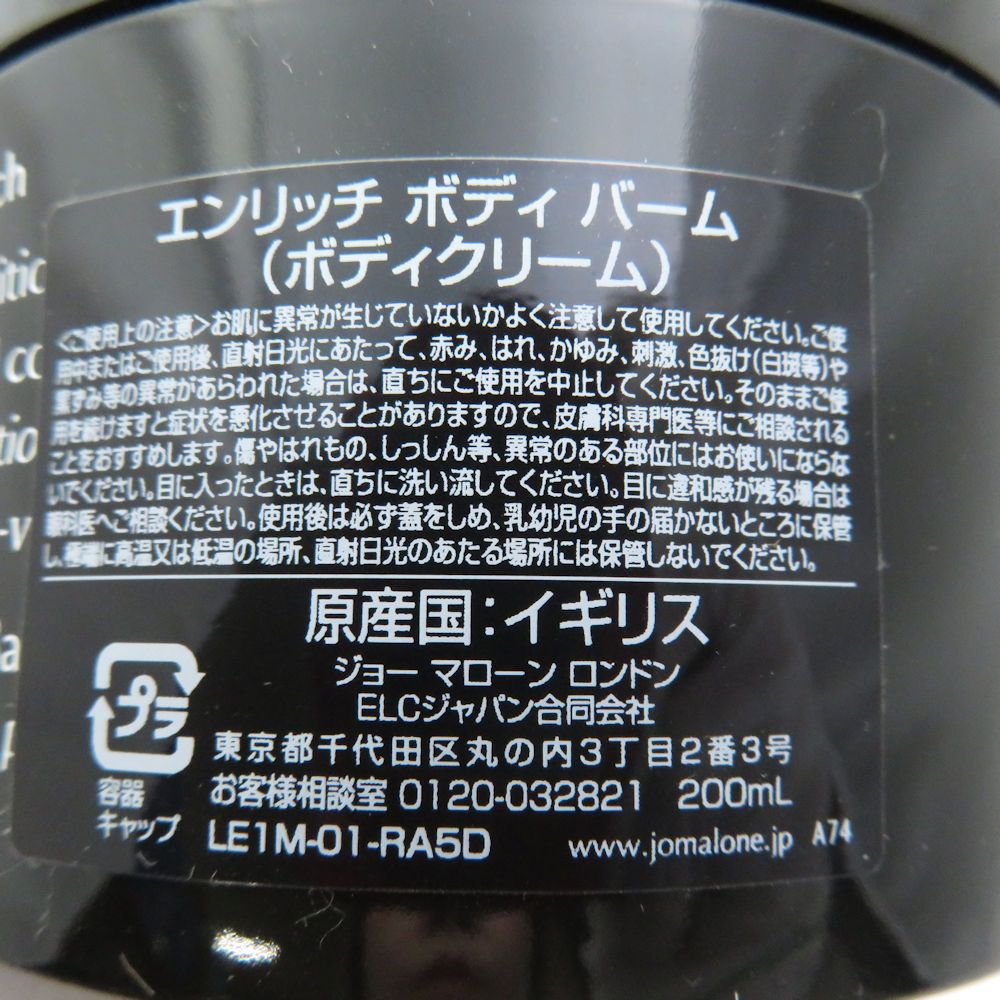 エンリッチ ボディ バーム
(ボディクリーム)
<ご使用上の注意>お肌に異常が生じていないかよく注意して使用してください。ご使
用中またはご使用後、直射日光にあたって、赤み、はれ、かゆみ、刺激、色抜け(白斑等)や
黒ずみ等の異常があらわれた場合は、直ちにご使用を中止してください。そのままご使
用を続けますと症状を悪化させることがありますので、皮膚科専門医等にご相談される
ことをおすすめします。傷やはれもの、しっしん等、異常のある部位にはお使いにならな
いでください。目に入ったときは、直ちに洗い流してください。目に違和感が残る場合は
眼科医へご相談ください。使用後は必ず蓋をしめ、乳幼児の手の届かないところに保管
し、極端に高温又は低温の場所、直射日光のあたる場所には保管しないでください。
原産国:イギリス
ジョー マローン ロンドン
ELCジャパン合同会社
東京都千代田区丸の内3丁目2番3号
プラ
容器
キャップ
お客様相談室 0120-032821 200mL
LE1M-01-RA5D www.jomalone.jp A74